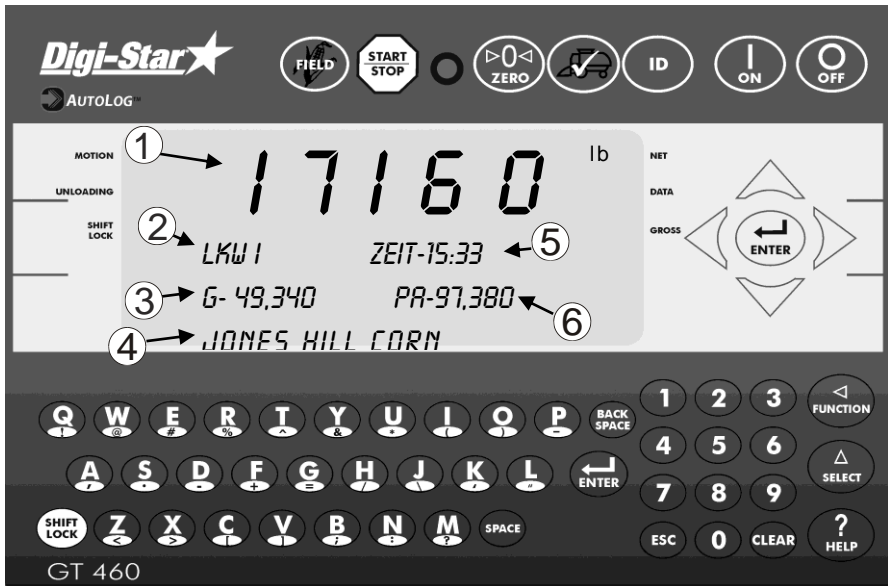 Digi-Star
AUTOLOG™
FIELD
START
STOP
▷0◁
ZERO
ID
ON
OFF
MOTION
UNLOADING
SHIFT
LOCK
1
17160
lb
NET
DATA
GROSS
ENTER
2
LKW1
ZEIT-15:33
5
3
G- 49,340
PA-97,380
6
4
JONES HILL CORN
Q ! W @ E # R % T ^ Y & U * I ( O ) P -
BACK
SPACE
A , S . D - F + G = H / J \ K ' L "
ENTER
SHIFT
LOCK
Z < X > C [ V ] B ; N : M ?
SPACE
1 2 3
FUNCTION
4 5 6
SELECT
7 8 9
ESC 0 CLEAR
?
HELP
GT 460